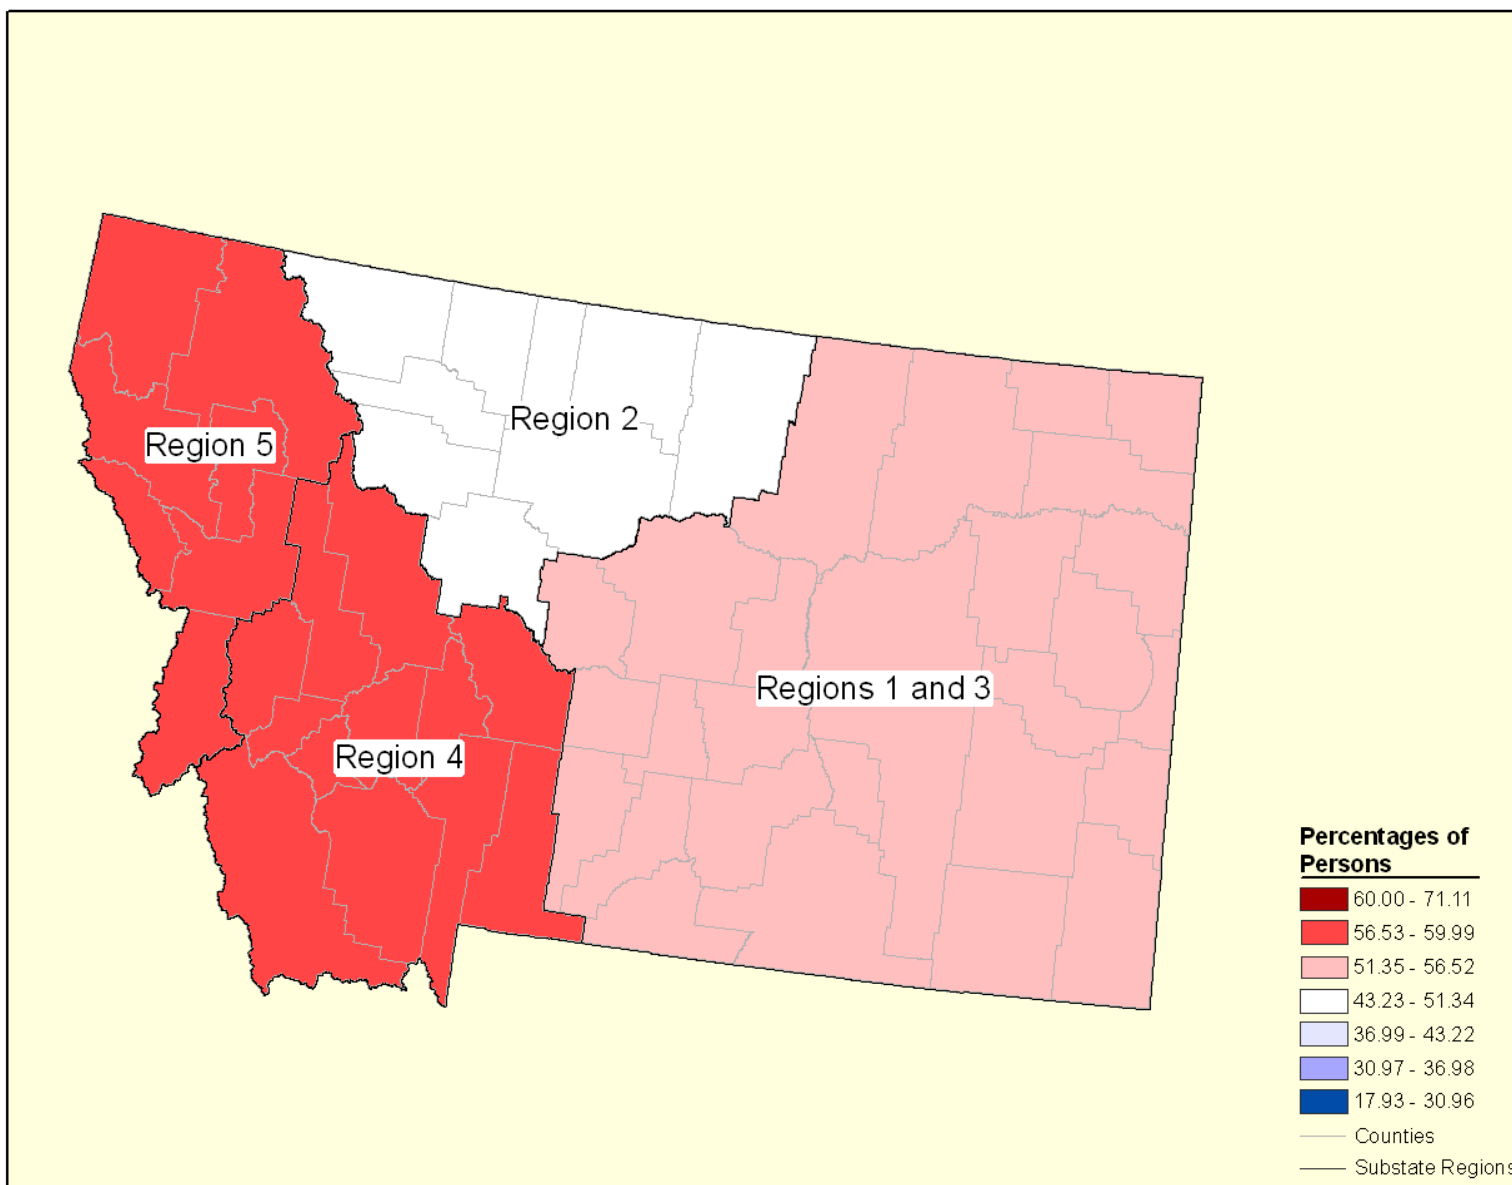 Region 2
Region 5
Regions 1 and 3
Region 4
Percentages of
Persons
60.00 - 71.11
56.53 - 59.99
51.35 - 56.52
43.23 - 51.34
36.99 - 43.22
30.97 - 36.98
17.93 - 30.96
Counties
Substate Regions